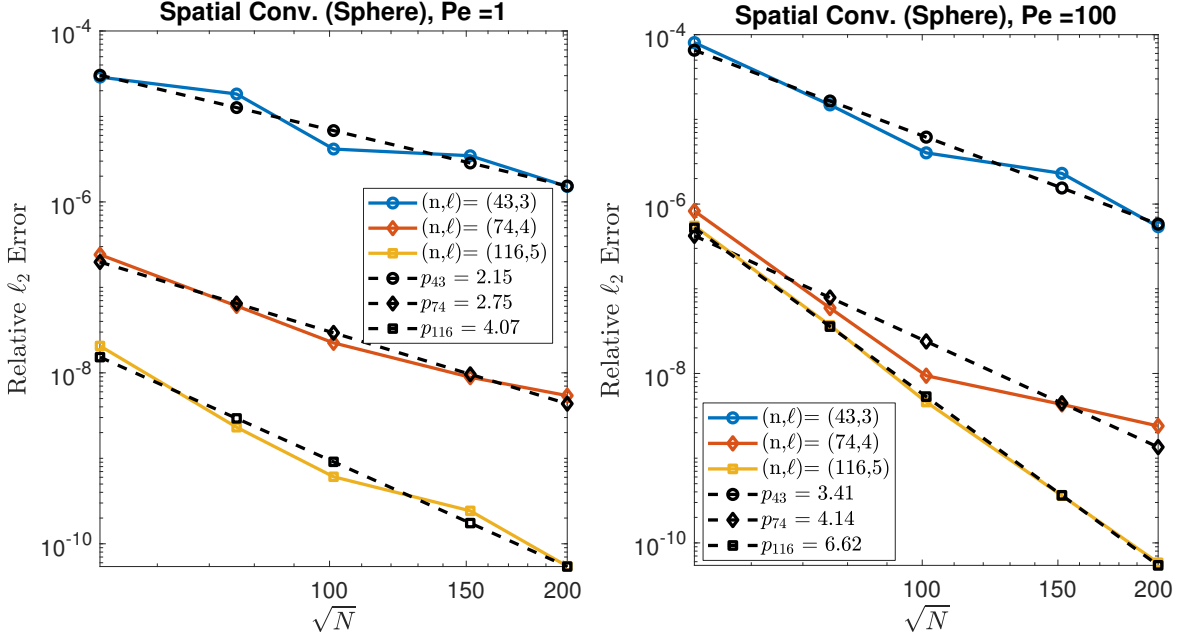 Spatial Conv. (Sphere), Pe =1
Relative ℓ₂ Error
10⁻⁴
10⁻⁶
10⁻⁸
10⁻¹⁰
(n,ℓ)= (43,3)
(n,ℓ)= (74,4)
(n,ℓ)= (116,5)
p₄₃ = 2.15
p₇₄ = 2.75
p₁₁₆ = 4.07
100 150 200
√N
Spatial Conv. (Sphere), Pe =100
Relative ℓ₂ Error
10⁻⁴
10⁻⁶
10⁻⁸
10⁻¹⁰
(n,ℓ)= (43,3)
(n,ℓ)= (74,4)
(n,ℓ)= (116,5)
p₄₃ = 3.41
p₇₄ = 4.14
p₁₁₆ = 6.62
100 150 200
√N